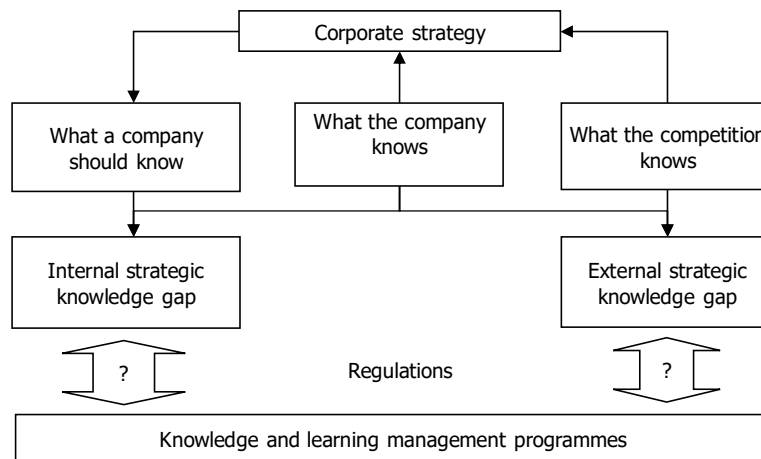 Corporate strategy
What a company
should know
What the company
knows
What the competition
knows
Internal strategic
knowledge gap
External strategic
knowledge gap
?
Regulations
?
Knowledge and learning management programmes